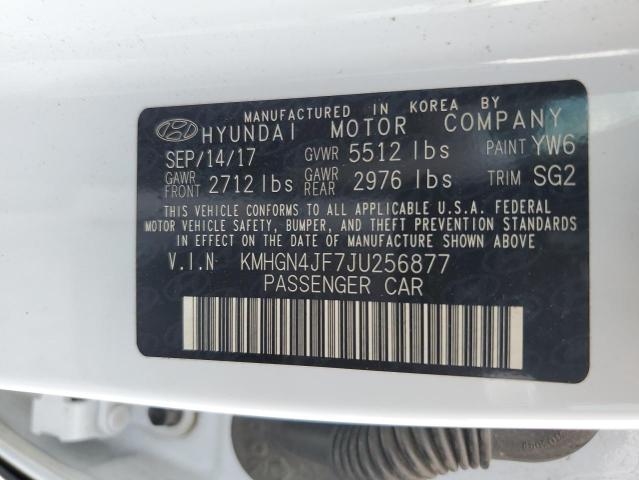 MANUFACTURED IN KOREA BY
HYUNDAI MOTOR COMPANY
SEP/14/17 GVWR 5512 lbs PAINT YW6
GAWR FRONT 2712 lbs GAWR REAR 2976 lbs TRIM SG2
THIS VEHICLE CONFORMS TO ALL APPLICABLE U.S.A. FEDERAL
MOTOR VEHICLE SAFETY, BUMPER, AND THEFT PREVENTION STANDARDS
IN EFFECT ON THE DATE OF MANUFACTURE SHOWN ABOVE
V.I.N KMHGN4JF7JU256877
PASSENGER CAR